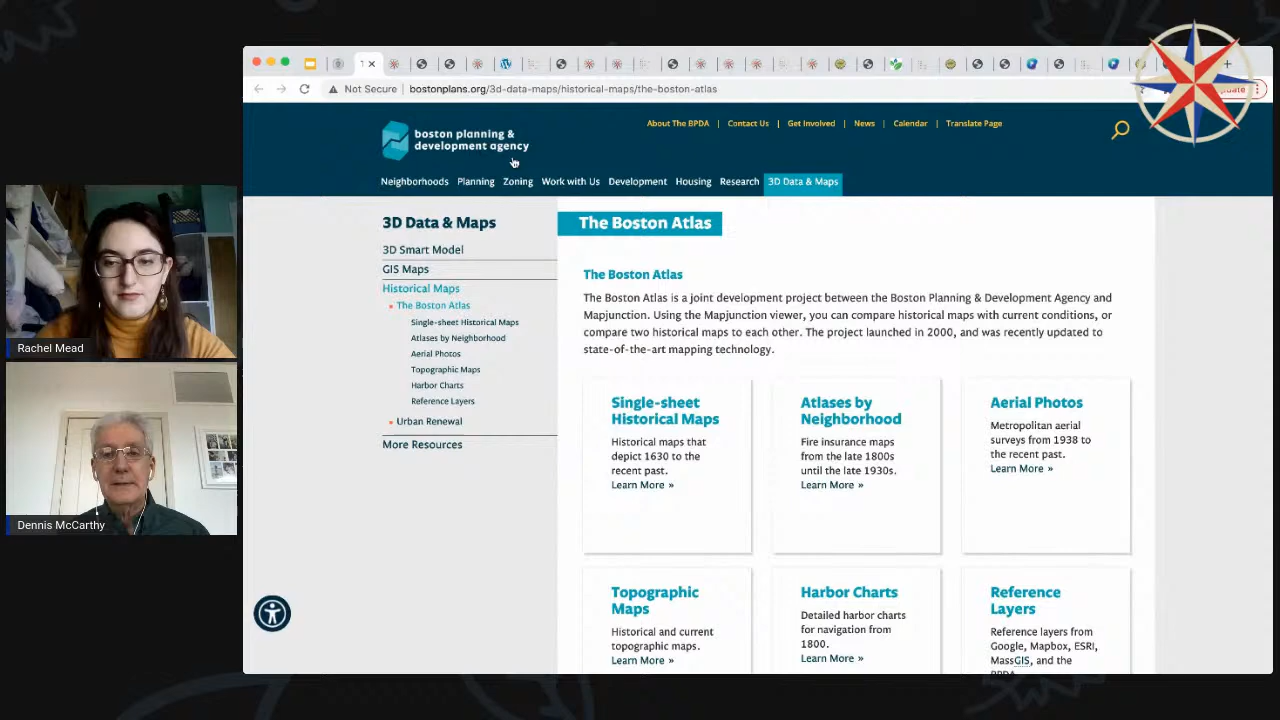 Not Secure | bostonplans.org/3d-data-maps/historical-maps/the-boston-atlas
boston planning &
development agency
About The BPDA | Contact Us | Get Involved | News | Calendar | Translate Page
Neighborhoods Planning Zoning Work with Us Development Housing Research 3D Data & Maps
3D Data & Maps
3D Smart Model
GIS Maps
Historical Maps
The Boston Atlas
Single-sheet Historical Maps
Atlases by Neighborhood
Aerial Photos
Topographic Maps
Harbor Charts
Reference Layers
Urban Renewal
More Resources
The Boston Atlas
The Boston Atlas
The Boston Atlas is a joint development project between the Boston Planning & Development Agency and
Mapjunction. Using the Mapjunction viewer, you can compare historical maps with current conditions, or
compare two historical maps to each other. The project launched in 2000, and was recently updated to
state-of-the-art mapping technology.
Single-sheet
Historical Maps
Historical maps that
depict 1630 to the
recent past.
Learn More »
Atlases by
Neighborhood
Fire insurance maps
from the late 1800s
until the late 1930s.
Learn More »
Aerial Photos
Metropolitan aerial
surveys from 1938 to
the recent past.
Learn More »
Topographic
Maps
Historical and current
topographic maps.
Learn More »
Harbor Charts
Detailed harbor charts
for navigation from
1800.
Learn More »
Reference
Layers
Reference layers from
Google, Mapbox, ESRI,
MassGIS, and the
BPDA.
Rachel Mead
Dennis McCarthy